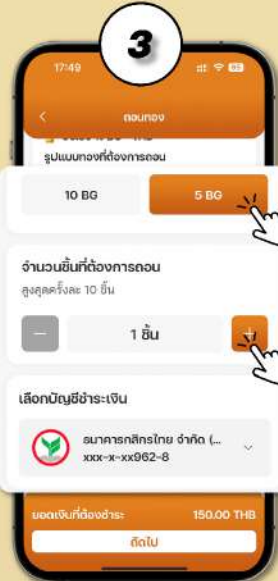 3
17:49
ถอนทอง
รูปแบบทองที่ต้องการถอน
10 BG
5 BG
จำนวนชิ้นที่ต้องการถอน
สูงสุดครั้งละ 10 ชิ้น
−
1 ชิ้น
+
เลือกบัญชีชำระเงิน
ธนาคารกสิกรไทย จำกัด (...
xxx-x-xx962-8
ยอดเงินที่ต้องชำระ
150.00 THB
ถัดไป